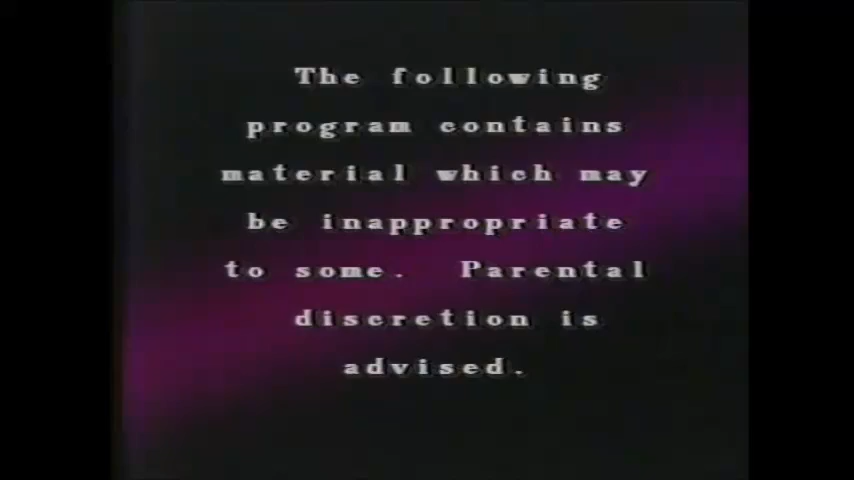 The following
program contains
material which may
be inappropriate
to some. Parental
discretion is
advised.